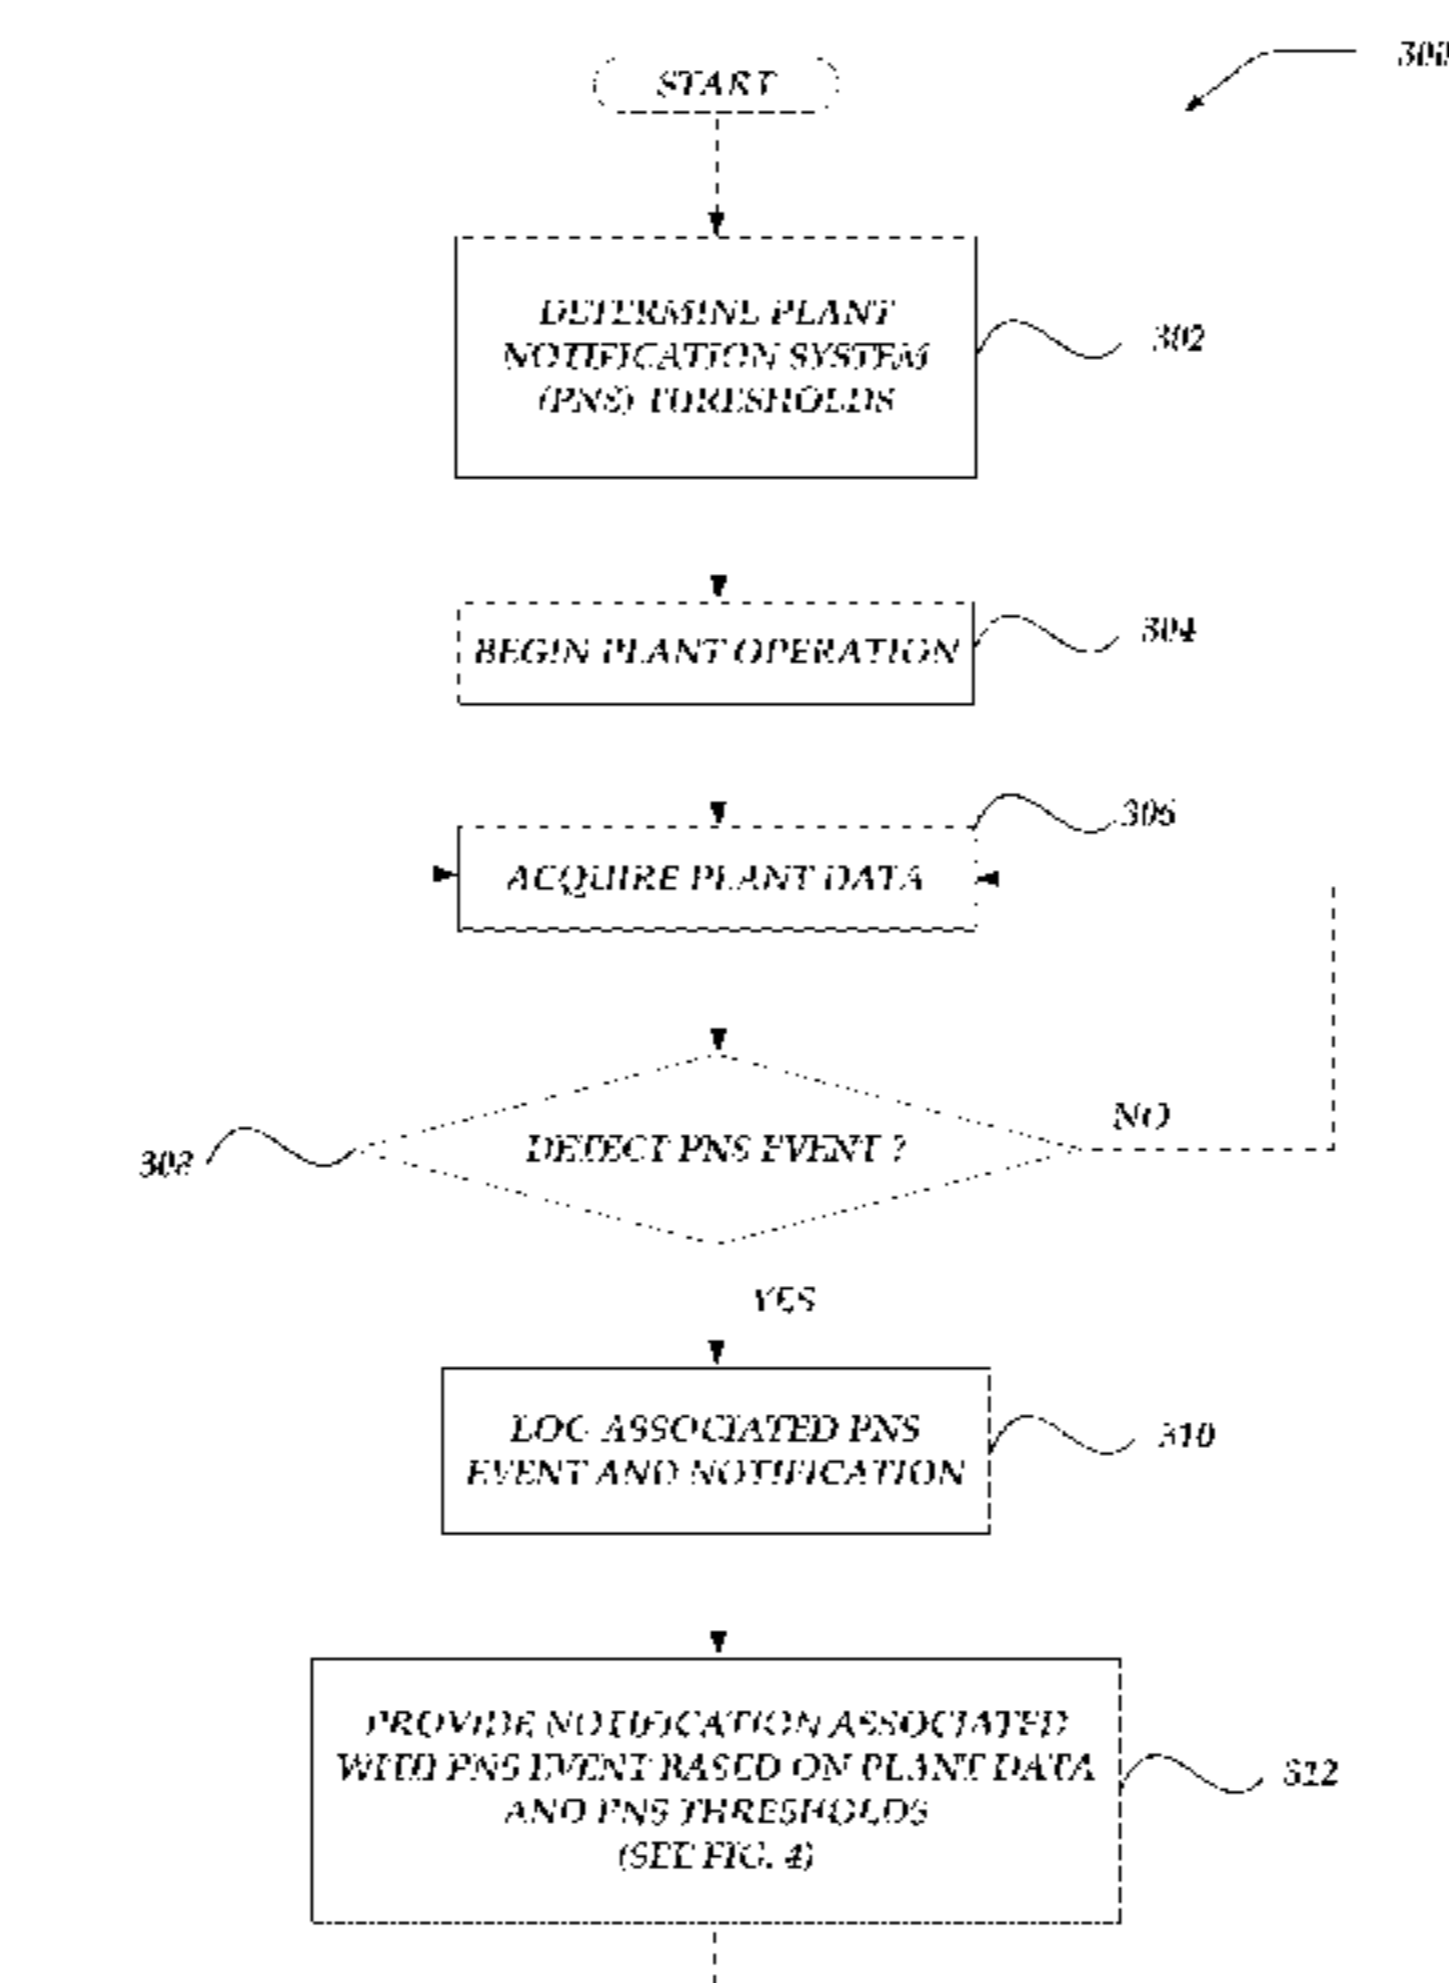 300
START
DETERMINE PLANT
NOTIFICATION SYSTEM
(PNS) THRESHOLDS
302
BEGIN PLANT OPERATION
304
306
ACQUIRE PLANT DATA
NO
DETECT PNS EVENT ?
308
YES
LOG ASSOCIATED PNS
EVENT AND NOTIFICATION
310
PROVIDE NOTIFICATION ASSOCIATED
WITH PNS EVENT BASED ON PLANT DATA
AND PNS THRESHOLDS
(SEE FIG. 4)
312